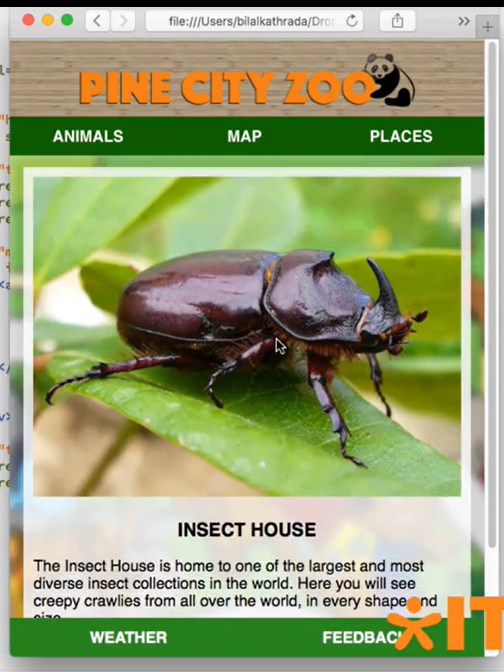 file:///Users/bilalkathrada/Dro
PINE CITY ZOO
ANIMALS MAP PLACES
INSECT HOUSE
The Insect House is home to one of the largest and most
diverse insect collections in the world. Here you will see
creepy crawlies from all over the world, in every shape and
size
WEATHER FEEDBACK
IT